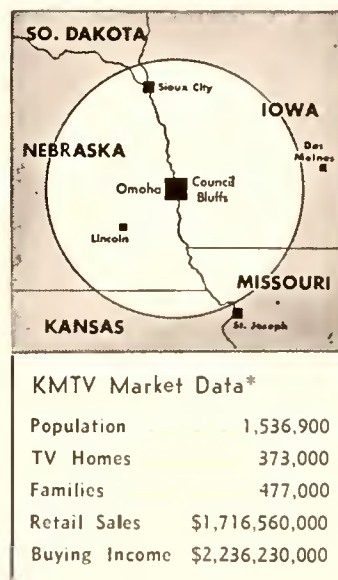 SO. DAKOTA
Sioux City
IOWA
NEBRASKA
Des
Moines
Omaha
Council
Bluffs
Lincoln
MISSOURI
KANSAS
St. Joseph
KMTV Market Data*
Population 1,536,900
TV Homes 373,000
Families 477,000
Retail Sales $1,716,560,000
Buying Income $2,236,230,000